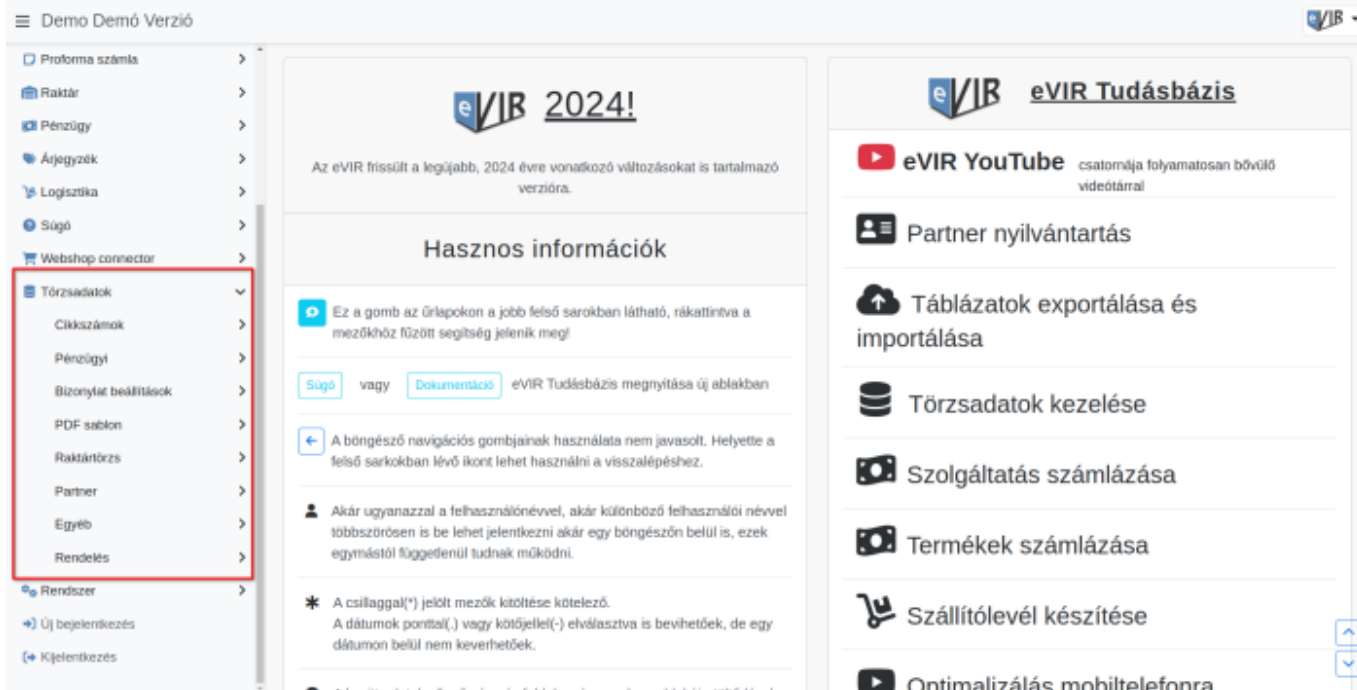 Demo Demó Verzió
eVIR
Proforma számla
Raktár
Pénzügy
Árjegyzék
Logisztika
Súgó
Webshop connector
Törzsadatok
Cikkszámok
Pénzügyi
Bizonylat beállítások
PDF sablon
Raktártörzs
Partner
Egyéb
Rendelés
Rendszer
Új bejelentkezés
Kijelentkezés
eVIR 2024!
Az eVIR frissült a legújabb, 2024 évre vonatkozó változásokat is tartalmazó
verzióra.
Hasznos információk
Ez a gomb az űrlapokon a jobb felső sarokban látható, rákattintva a
mezőkhöz fűzött segítség jelenik meg!
Súgó vagy Dokumentáció eVIR Tudásbázis megnyitása új ablakban
A böngésző navigációs gombjainak használata nem javasolt. Helyette a
felső sarkokban lévő ikont lehet használni a visszalépéshez.
Akár ugyanazzal a felhasználónévvel, akár különböző felhasználói névvel
többszörösen is be lehet jelentkezni akár egy böngészőn belül is, ezek
egymástól függetlenül tudnak működni.
A csillaggal(*) jelölt mezők kitöltése kötelező.
A dátumok ponttal(.) vagy kötőjellel(-) elválasztva is bevihetőek, de egy
dátumon belül nem keverhetőek.
eVIR eVIR Tudásbázis
eVIR YouTube csatornája folyamatosan bővülő
videótárral
Partner nyilvántartás
Táblázatok exportálása és
importálása
Törzsadatok kezelése
Szolgáltatás számlázása
Termékek számlázása
Szállítólevél készítése
Optimalizálás mobiltelefonra